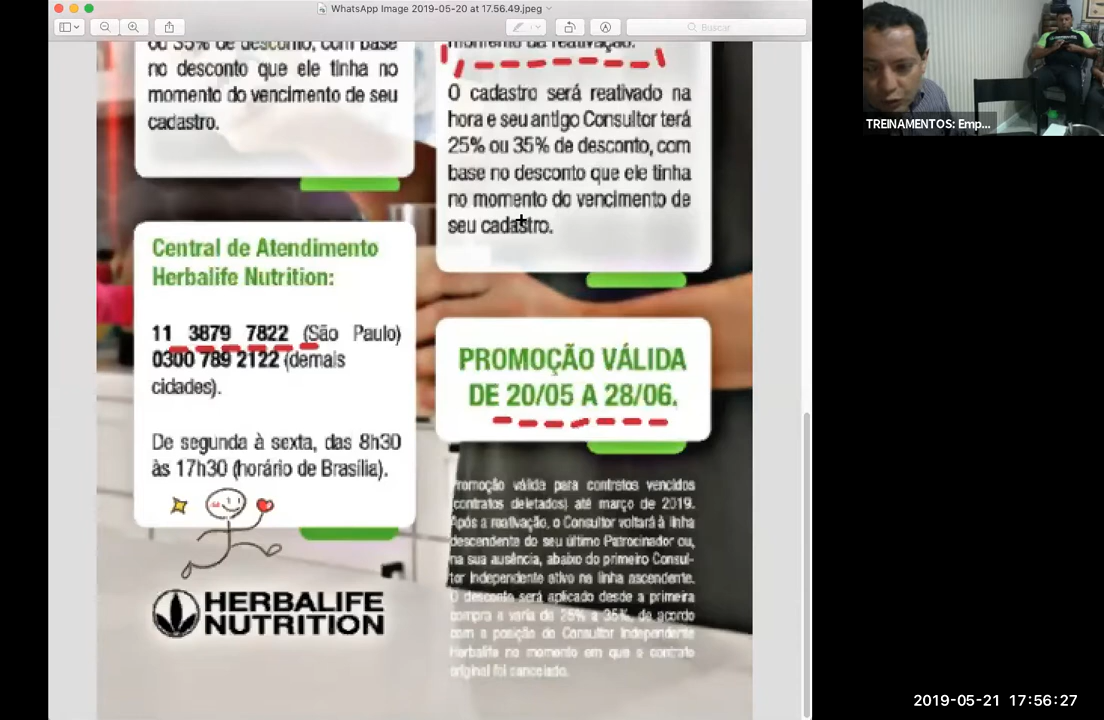 WhatsApp Image 2019-05-20 at 17.56.49.jpeg
Buscar
ou 35% de desconto, com base
no desconto que ele tinha no
momento do vencimento de seu
cadastro.
Central de Atendimento
Herbalife Nutrition:
11 3879 7822 (São Paulo)
0300 789 2122 (demais
cidades).
De segunda à sexta, das 8h30
às 17h30 (horário de Brasília).
HERBALIFE
NUTRITION
momento da reativação.
O cadastro será reativado na
hora e seu antigo Consultor terá
25% ou 35% de desconto, com
base no desconto que ele tinha
no momento do vencimento de
seu cadastro.
PROMOÇÃO VÁLIDA
DE 20/05 A 28/06.
Promoção válida para contratos vencidos
(contratos deletados) até março de 2019.
Após a reativação, o Consultor voltará à linha
descendente do seu último Patrocinador ou,
na sua ausência, abaixo do primeiro Consul-
tor Independente ativo na linha ascendente.
O desconto será aplicado desde a primeira
compra e varia de 25% a 35%, de acordo
com a posição do Consultor Independente
Herbalife no momento em que o contrato
original foi cancelado.
TREINAMENTOS: Emp...
2019-05-21 17:56:27